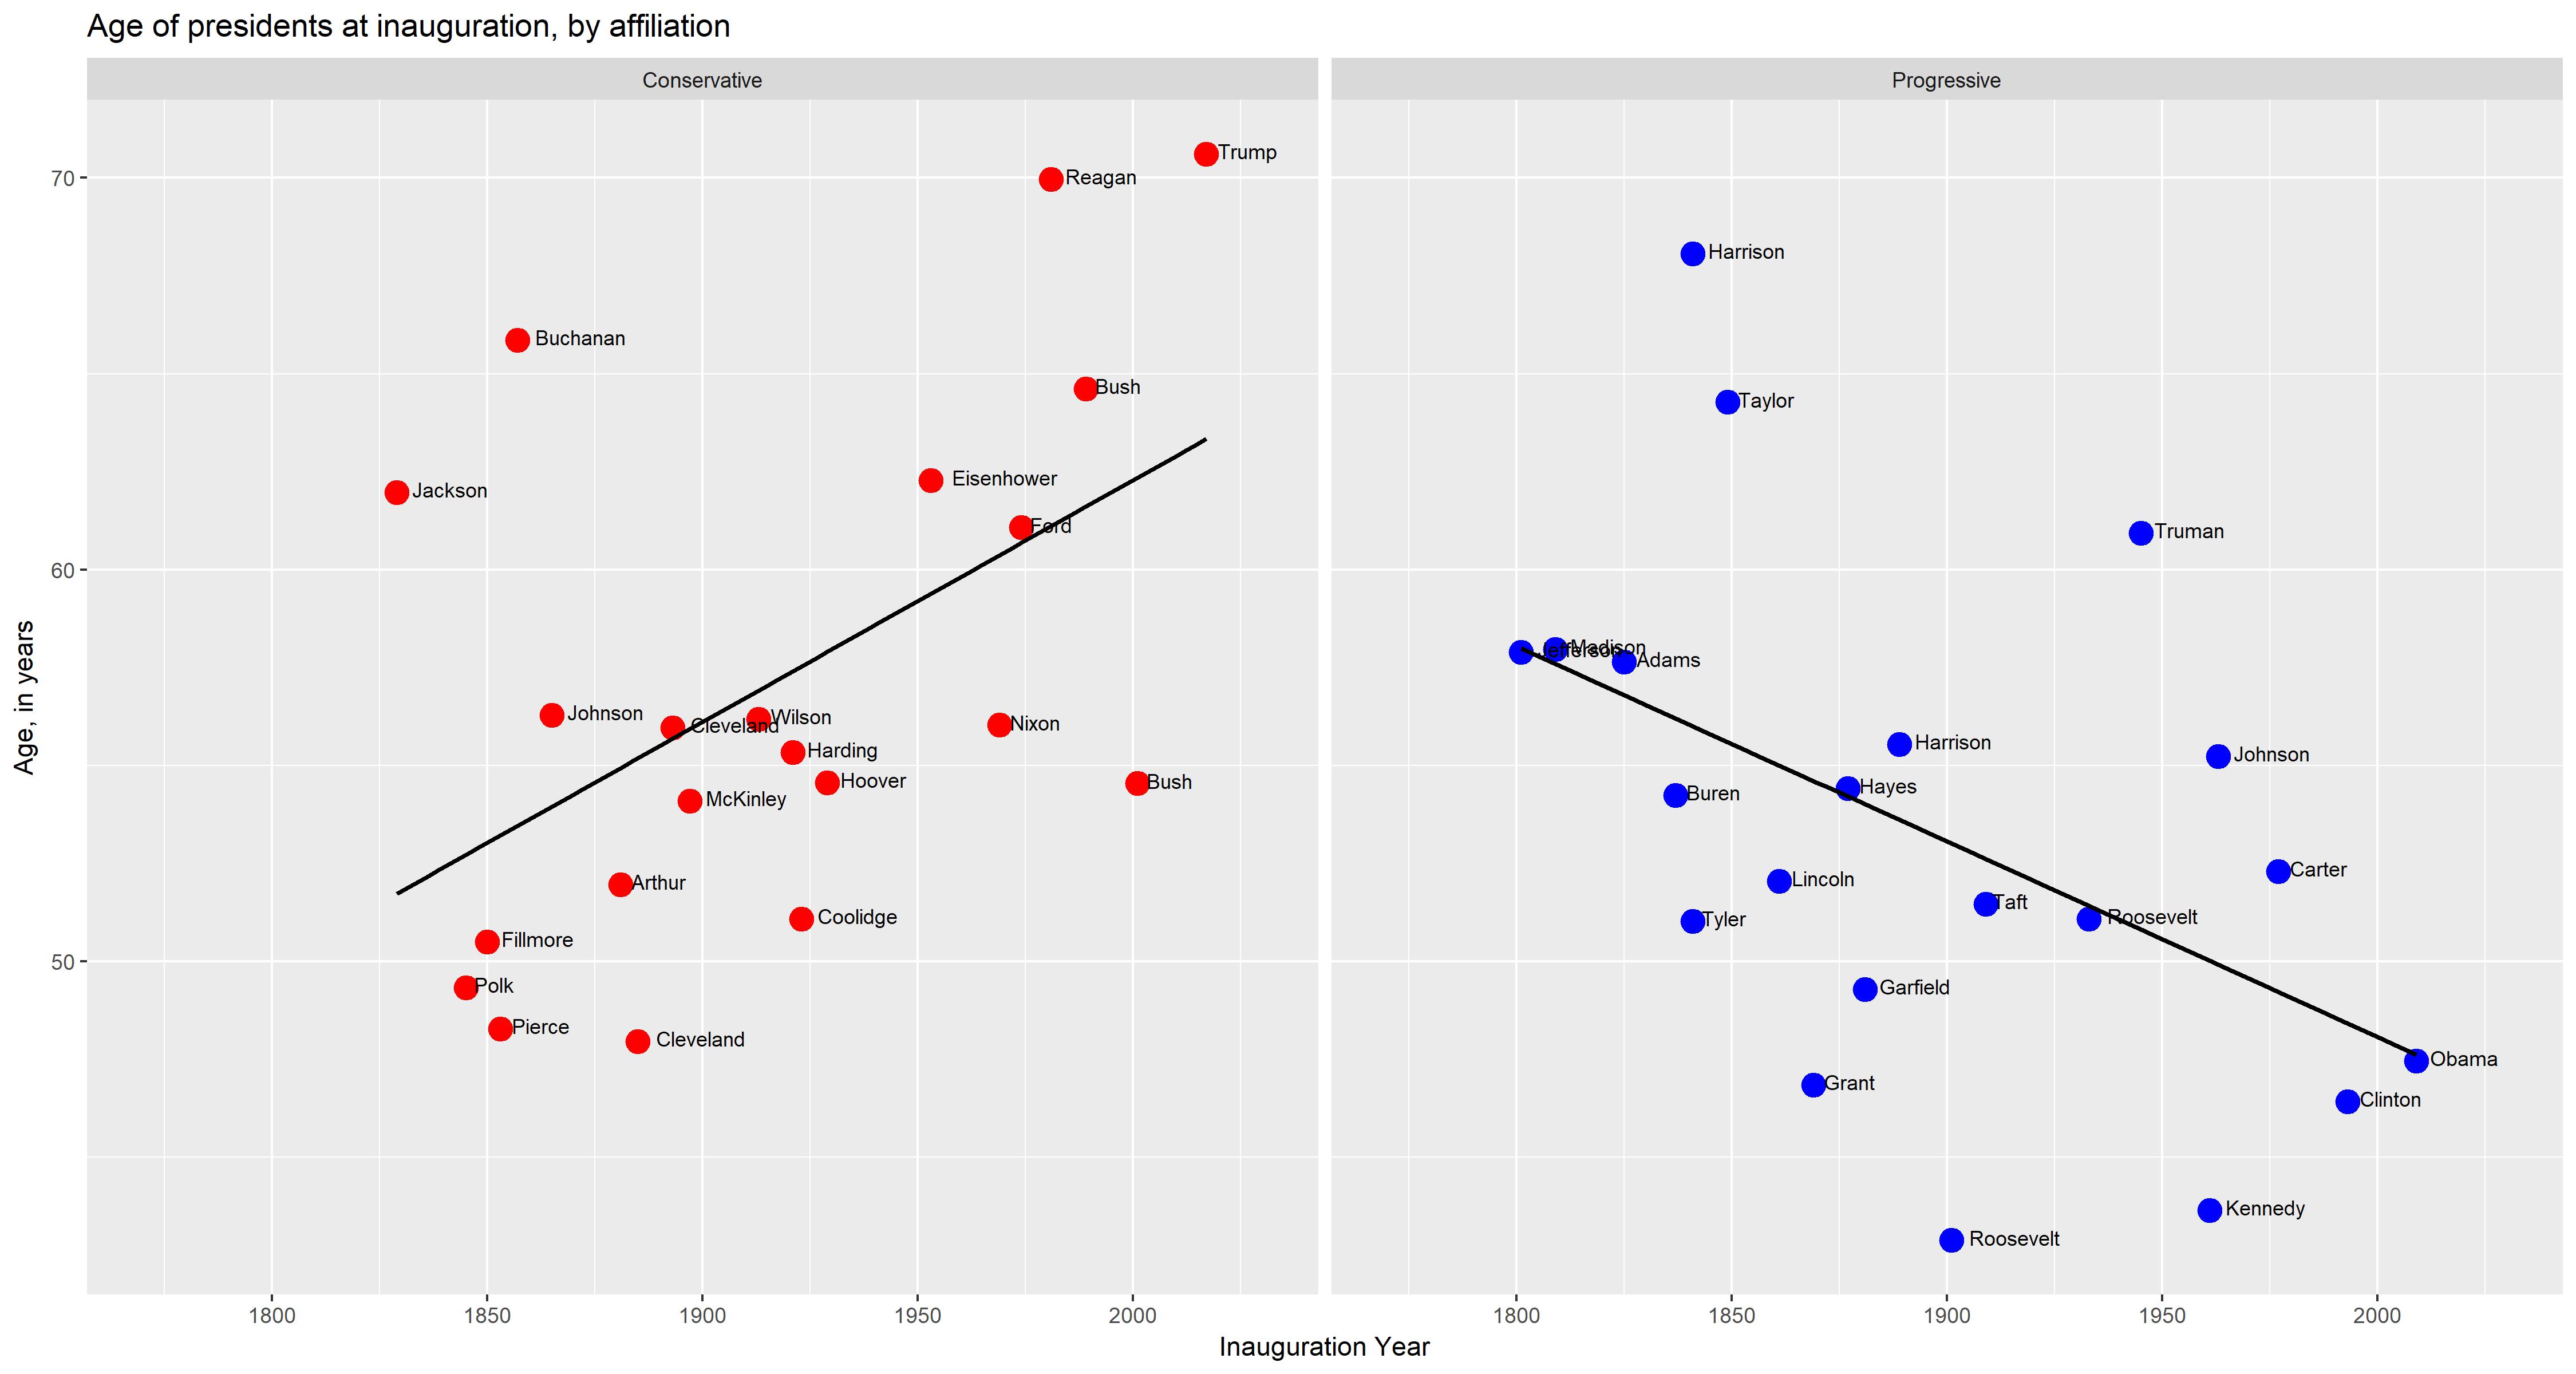 Age of presidents at inauguration, by affiliation
Conservative
Progressive
Trump
Reagan
Buchanan
Bush
Jackson
Eisenhower
Ford
Johnson
Cleveland
Wilson
Nixon
Harding
Hoover
Bush
McKinley
Arthur
Coolidge
Fillmore
Polk
Pierce
Cleveland
Harrison
Taylor
Truman
Madison
Jefferson
Adams
Harrison
Johnson
Hayes
Buren
Carter
Lincoln
Taft
Roosevelt
Tyler
Garfield
Obama
Grant
Clinton
Kennedy
Roosevelt
70
60
50
Age, in years
1800 1850 1900 1950 2000
1800 1850 1900 1950 2000
Inauguration Year